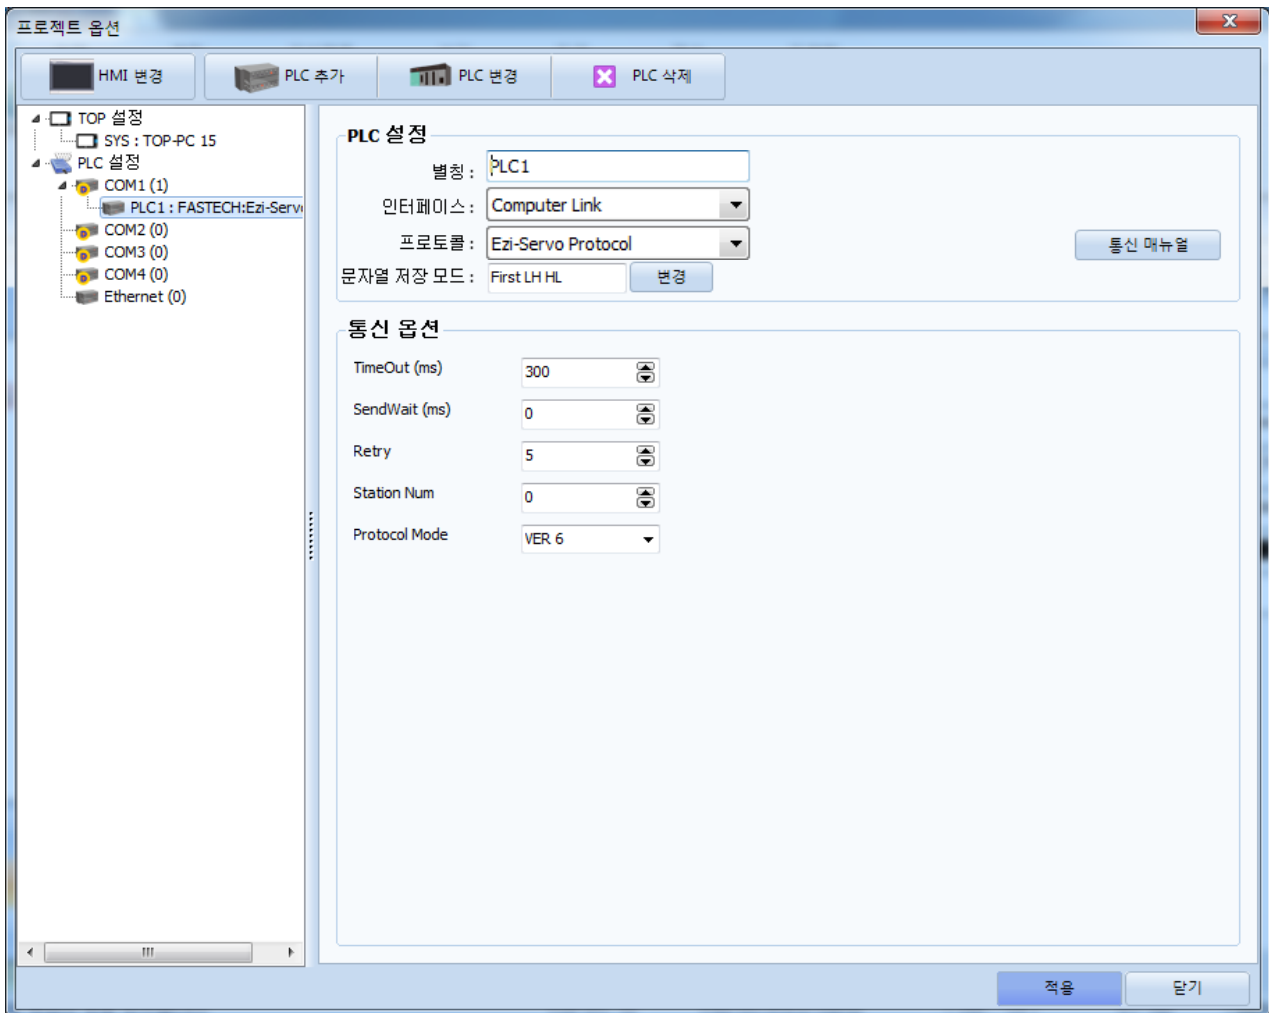 프로젝트 옵션
HMI 변경
PLC 추가
PLC 변경
PLC 삭제
TOP 설정
SYS : TOP-PC 15
PLC 설정
COM1 (1)
PLC1 : FASTECH:Ezi-Serv
COM2 (0)
COM3 (0)
COM4 (0)
Ethernet (0)
PLC 설정
별칭 : PLC1
인터페이스 : Computer Link
프로토콜 : Ezi-Servo Protocol
통신 매뉴얼
문자열 저장 모드 : First LH HL 변경
통신 옵션
TimeOut (ms) 300
SendWait (ms) 0
Retry 5
Station Num 0
Protocol Mode VER 6
적용
닫기